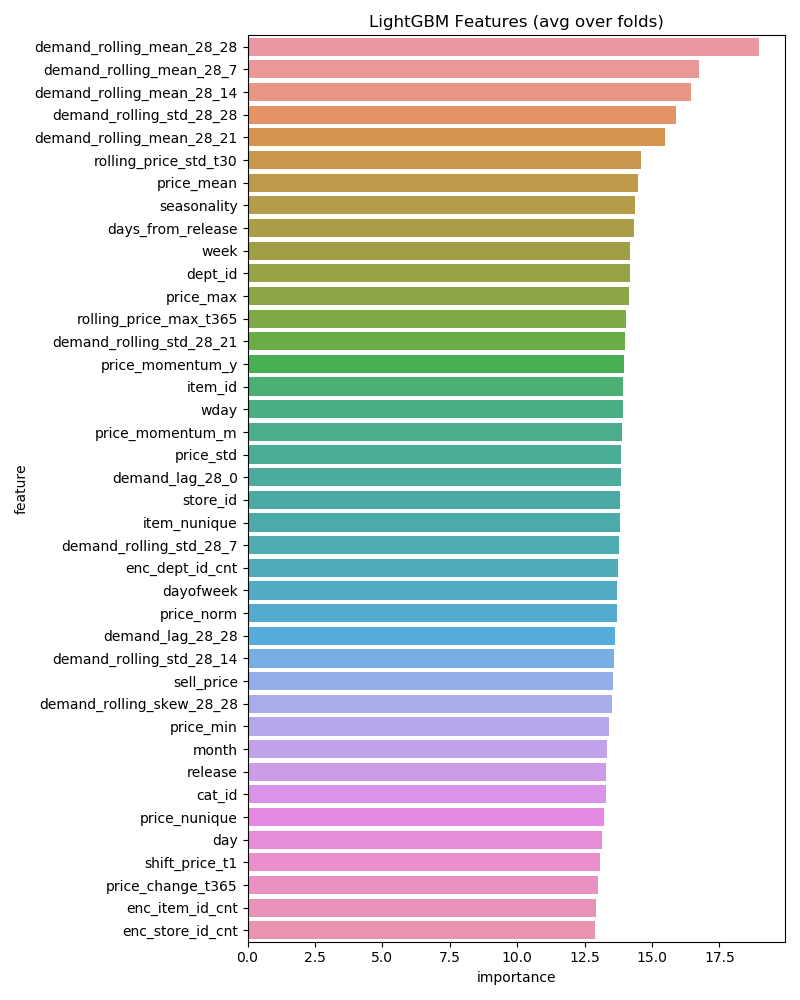 LightGBM Features (avg over folds)
demand_rolling_mean_28_28
demand_rolling_mean_28_7
demand_rolling_mean_28_14
demand_rolling_std_28_28
demand_rolling_mean_28_21
rolling_price_std_t30
price_mean
seasonality
days_from_release
week
dept_id
price_max
rolling_price_max_t365
demand_rolling_std_28_21
price_momentum_y
item_id
wday
price_momentum_m
price_std
demand_lag_28_0
store_id
item_nunique
demand_rolling_std_28_7
enc_dept_id_cnt
dayofweek
price_norm
demand_lag_28_28
demand_rolling_std_28_14
sell_price
demand_rolling_skew_28_28
price_min
month
release
cat_id
price_nunique
day
shift_price_t1
price_change_t365
enc_item_id_cnt
enc_store_id_cnt
feature
0.0 2.5 5.0 7.5 10.0 12.5 15.0 17.5
importance